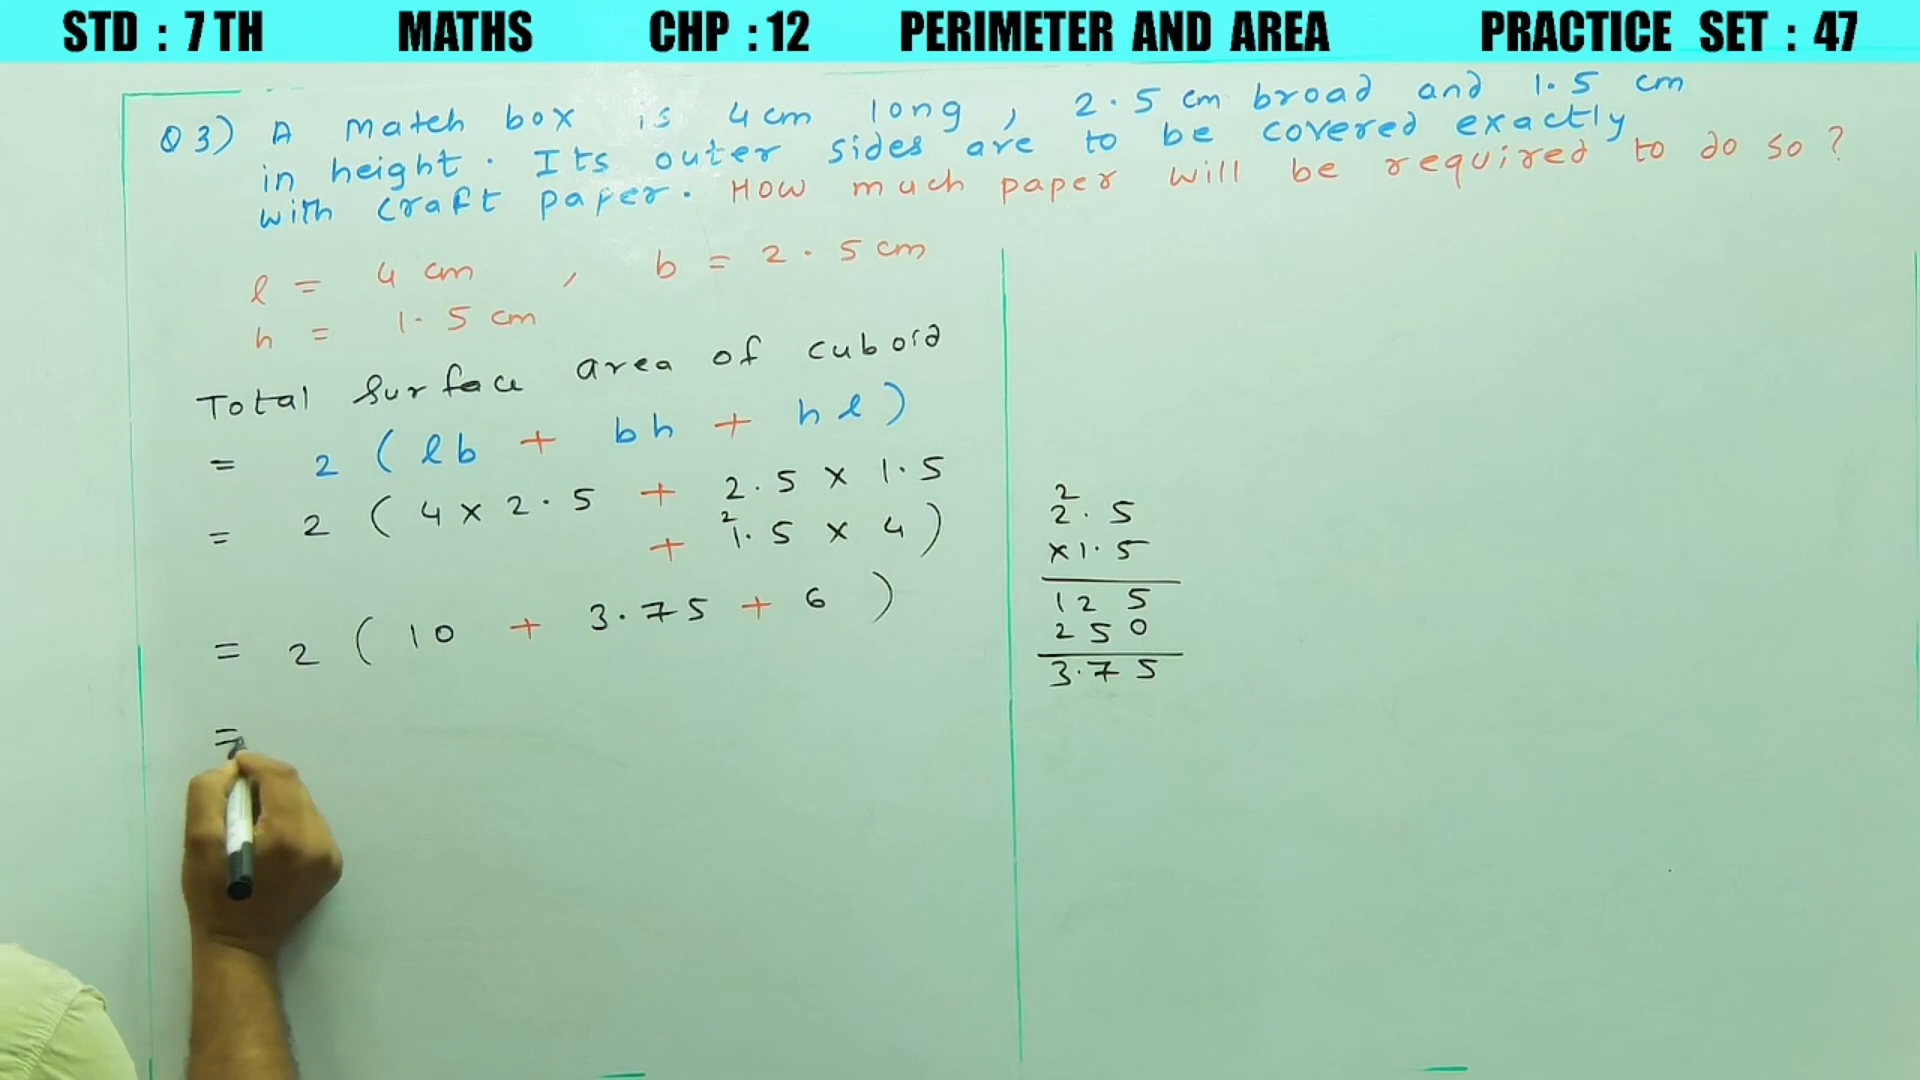 STD : 7TH MATHS CHP : 12 PERIMETER AND AREA PRACTICE SET : 47
Q3) A match box is 4cm long , 2.5 cm broad and 1.5 cm
in height. Its outer sides are to be covered exactly
with craft paper. How much paper will be required to do so ?
l = 4 cm , b = 2.5 cm
h = 1.5 cm
Total surface area of cuboid
= 2 ( lb + bh + hl )
= 2 ( 4 x 2.5 + 2.5 x 1.5
2
+ 1.5 x 4 )
= 2 ( 10 + 3.75 + 6 )
=
2
2.5
x1.5
125
250
3.75